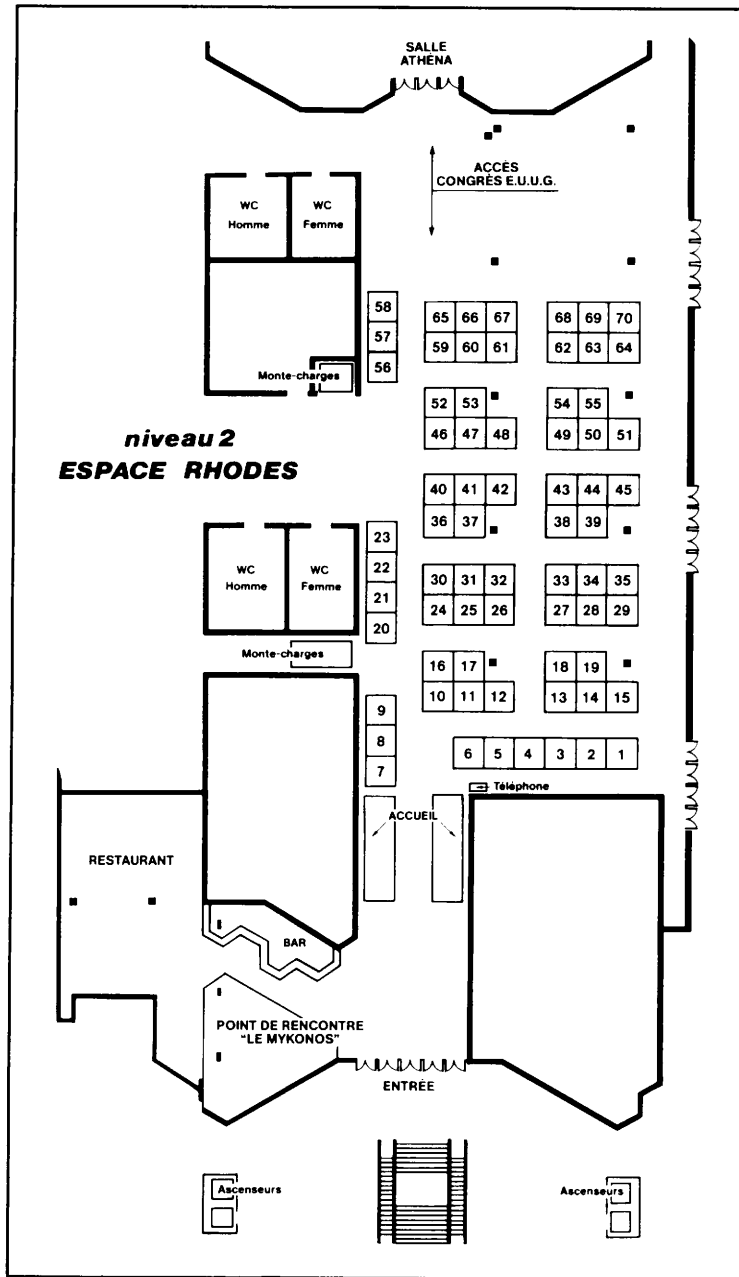 SALLE
ATHÉNA
ACCÈS
CONGRÈS E.U.U.G.
WC
Homme
WC
Femme
58
57
56
65 66 67
59 60 61
68 69 70
62 63 64
Monte-charges
52 53
46 47 48
54 55
49 50 51
niveau 2
ESPACE RHODES
40 41 42
36 37
43 44 45
38 39
23
22
21
20
WC
Homme
WC
Femme
30 31 32
24 25 26
33 34 35
27 28 29
Monte-charges
16 17
10 11 12
18 19
13 14 15
9
8
7
6 5 4 3 2 1
Téléphone
ACCUEIL
RESTAURANT
BAR
POINT DE RENCONTRE
"LE MYKONOS"
ENTRÉE
Ascenseurs
Ascenseurs